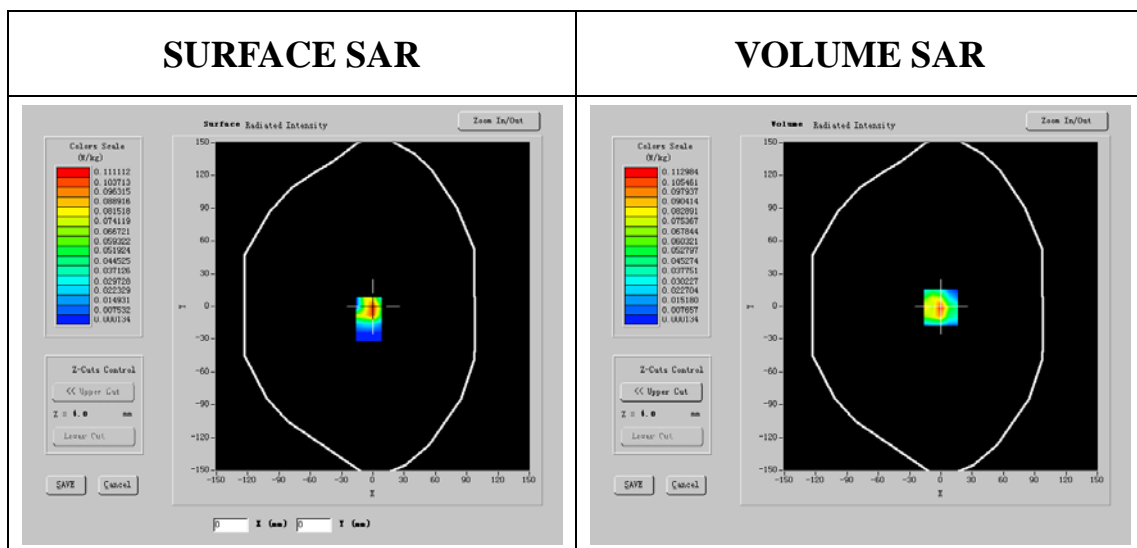 SURFACE SAR
VOLUME SAR
Surface Radiated Intensity
Zoom In/Out
Colors Scale
(W/kg)
0.111112
0.103713
0.096315
0.088916
0.081518
0.074119
0.066721
0.059322
0.051924
0.044525
0.037126
0.029728
0.022329
0.014931
0.007532
0.000134
150
90
60
30
0
-30
-60
-90
-120
-150
Y
-150 -120 -90 -60 -30 0 30 60 90 120 150
X
Z-Cuts Control
<< Upper Cut
Z = 4.0 mm
Lower Cut
SAVE
Cancel
0 X (mm) 0 Y (mm)
Volume Radiated Intensity
Zoom In/Out
Colors Scale
(W/kg)
0.112984
0.105461
0.097937
0.090414
0.082891
0.075367
0.067844
0.060321
0.052797
0.045274
0.037751
0.030227
0.022704
0.015180
0.007657
0.000134
150
90
60
30
0
-30
-60
-90
-120
-150
Y
-150 -120 -90 -60 -30 0 30 60 90 120 150
X
Z-Cuts Control
<< Upper Cut
Z = 4.0 mm
Lower Cut
SAVE
Cancel